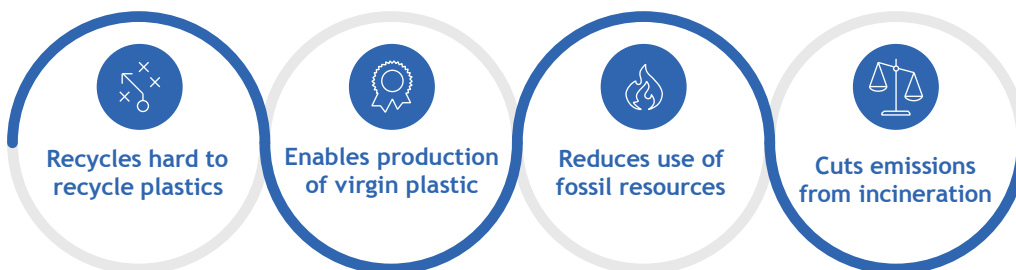 Recycles hard to
recycle plastics
Enables production
of virgin plastic
Reduces use of
fossil resources
Cuts emissions
from incineration